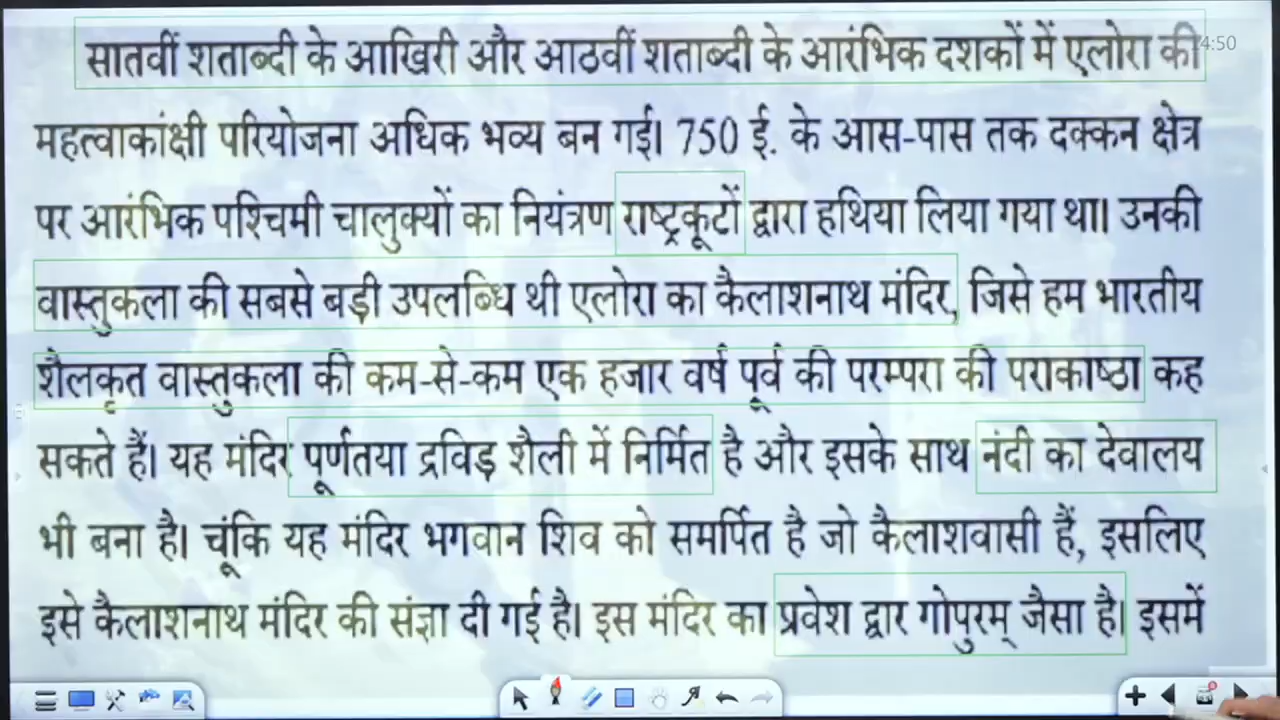 सातवीं शताब्दी के आखिरी और आठवीं शताब्दी के आरंभिक दशकों में एलोरा की
14:50
महत्वाकांक्षी परियोजना अधिक भव्य बन गई। 750 ई. के आस-पास तक दक्कन क्षेत्र
पर आरंभिक पश्चिमी चालुक्यों का नियंत्रण राष्ट्रकूटों द्वारा हथिया लिया गया था। उनकी
वास्तुकला की सबसे बड़ी उपलब्धि थी एलोरा का कैलाशनाथ मंदिर, जिसे हम भारतीय
शैलकृत वास्तुकला की कम-से-कम एक हजार वर्ष पूर्व की परम्परा की पराकाष्ठा कह
सकते हैं। यह मंदिर पूर्णतया द्रविड़ शैली में निर्मित है और इसके साथ नंदी का देवालय
भी बना है। चूंकि यह मंदिर भगवान शिव को समर्पित है जो कैलाशवासी हैं, इसलिए
इसे कैलाशनाथ मंदिर की संज्ञा दी गई है। इस मंदिर का प्रवेश द्वार गोपुरम् जैसा है। इसमें